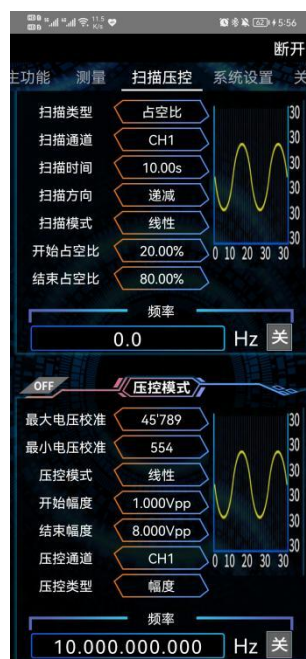 11.5 K/s 62 5:56
断开
主功能 测量 扫描压控 系统设置 关
扫描类型 占空比
扫描通道 CH1
扫描时间 10.00s
扫描方向 递减
扫描模式 线性
开始占空比 20.00%
结束占空比 80.00%
30
30
30
30
30
0 10 20 30 30
频率
0.0 Hz 关
OFF 压控模式
最大电压校准 45'789
最小电压校准 554
压控模式 线性
开始幅度 1.000Vpp
结束幅度 8.000Vpp
压控通道 CH1
压控类型 幅度
30
30
30
30
30
0 10 20 30 30
频率
10.000.000.000 Hz 关